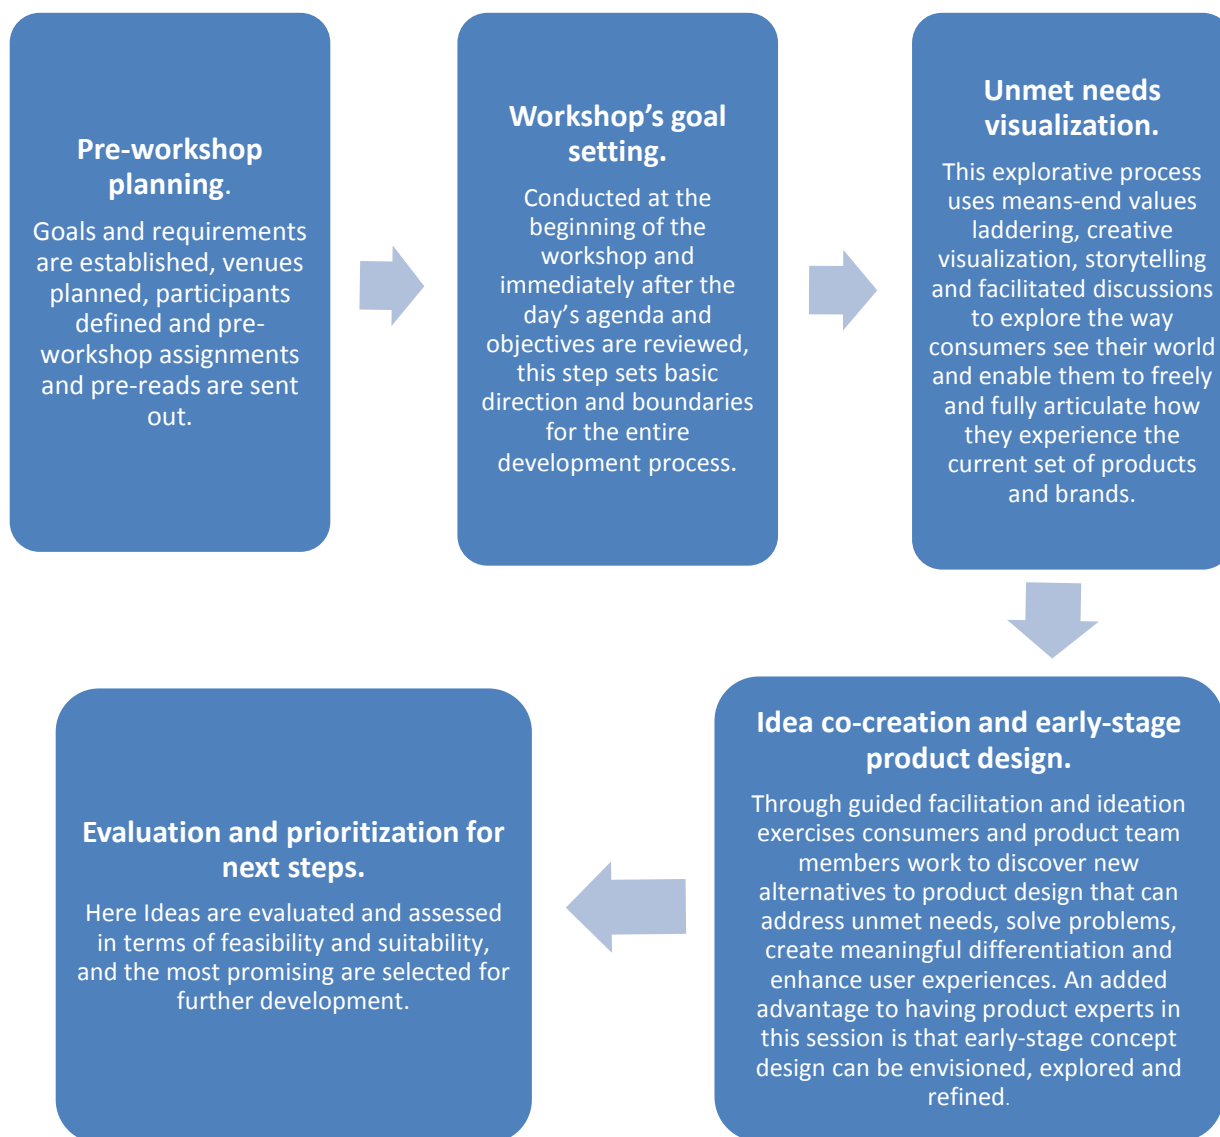 Pre-workshop
planning.
Goals and requirements
are established, venues
planned, participants
defined and pre-
workshop assignments
and pre-reads are sent
out.
Workshop’s goal
setting.
Conducted at the
beginning of the
workshop and
immediately after the
day’s agenda and
objectives are reviewed,
this step sets basic
direction and boundaries
for the entire
development process.
Unmet needs
visualization.
This explorative process
uses means-end values
laddering, creative
visualization, storytelling
and facilitated discussions
to explore the way
consumers see their world
and enable them to freely
and fully articulate how
they experience the
current set of products
and brands.
Idea co-creation and early-stage
product design.
Through guided facilitation and ideation
exercises consumers and product team
members work to discover new
alternatives to product design that can
address unmet needs, solve problems,
create meaningful differentiation and
enhance user experiences. An added
advantage to having product experts in
this session is that early-stage concept
design can be envisioned, explored and
refined.
Evaluation and prioritization for
next steps.
Here Ideas are evaluated and assessed
in terms of feasibility and suitability,
and the most promising are selected for
further development.